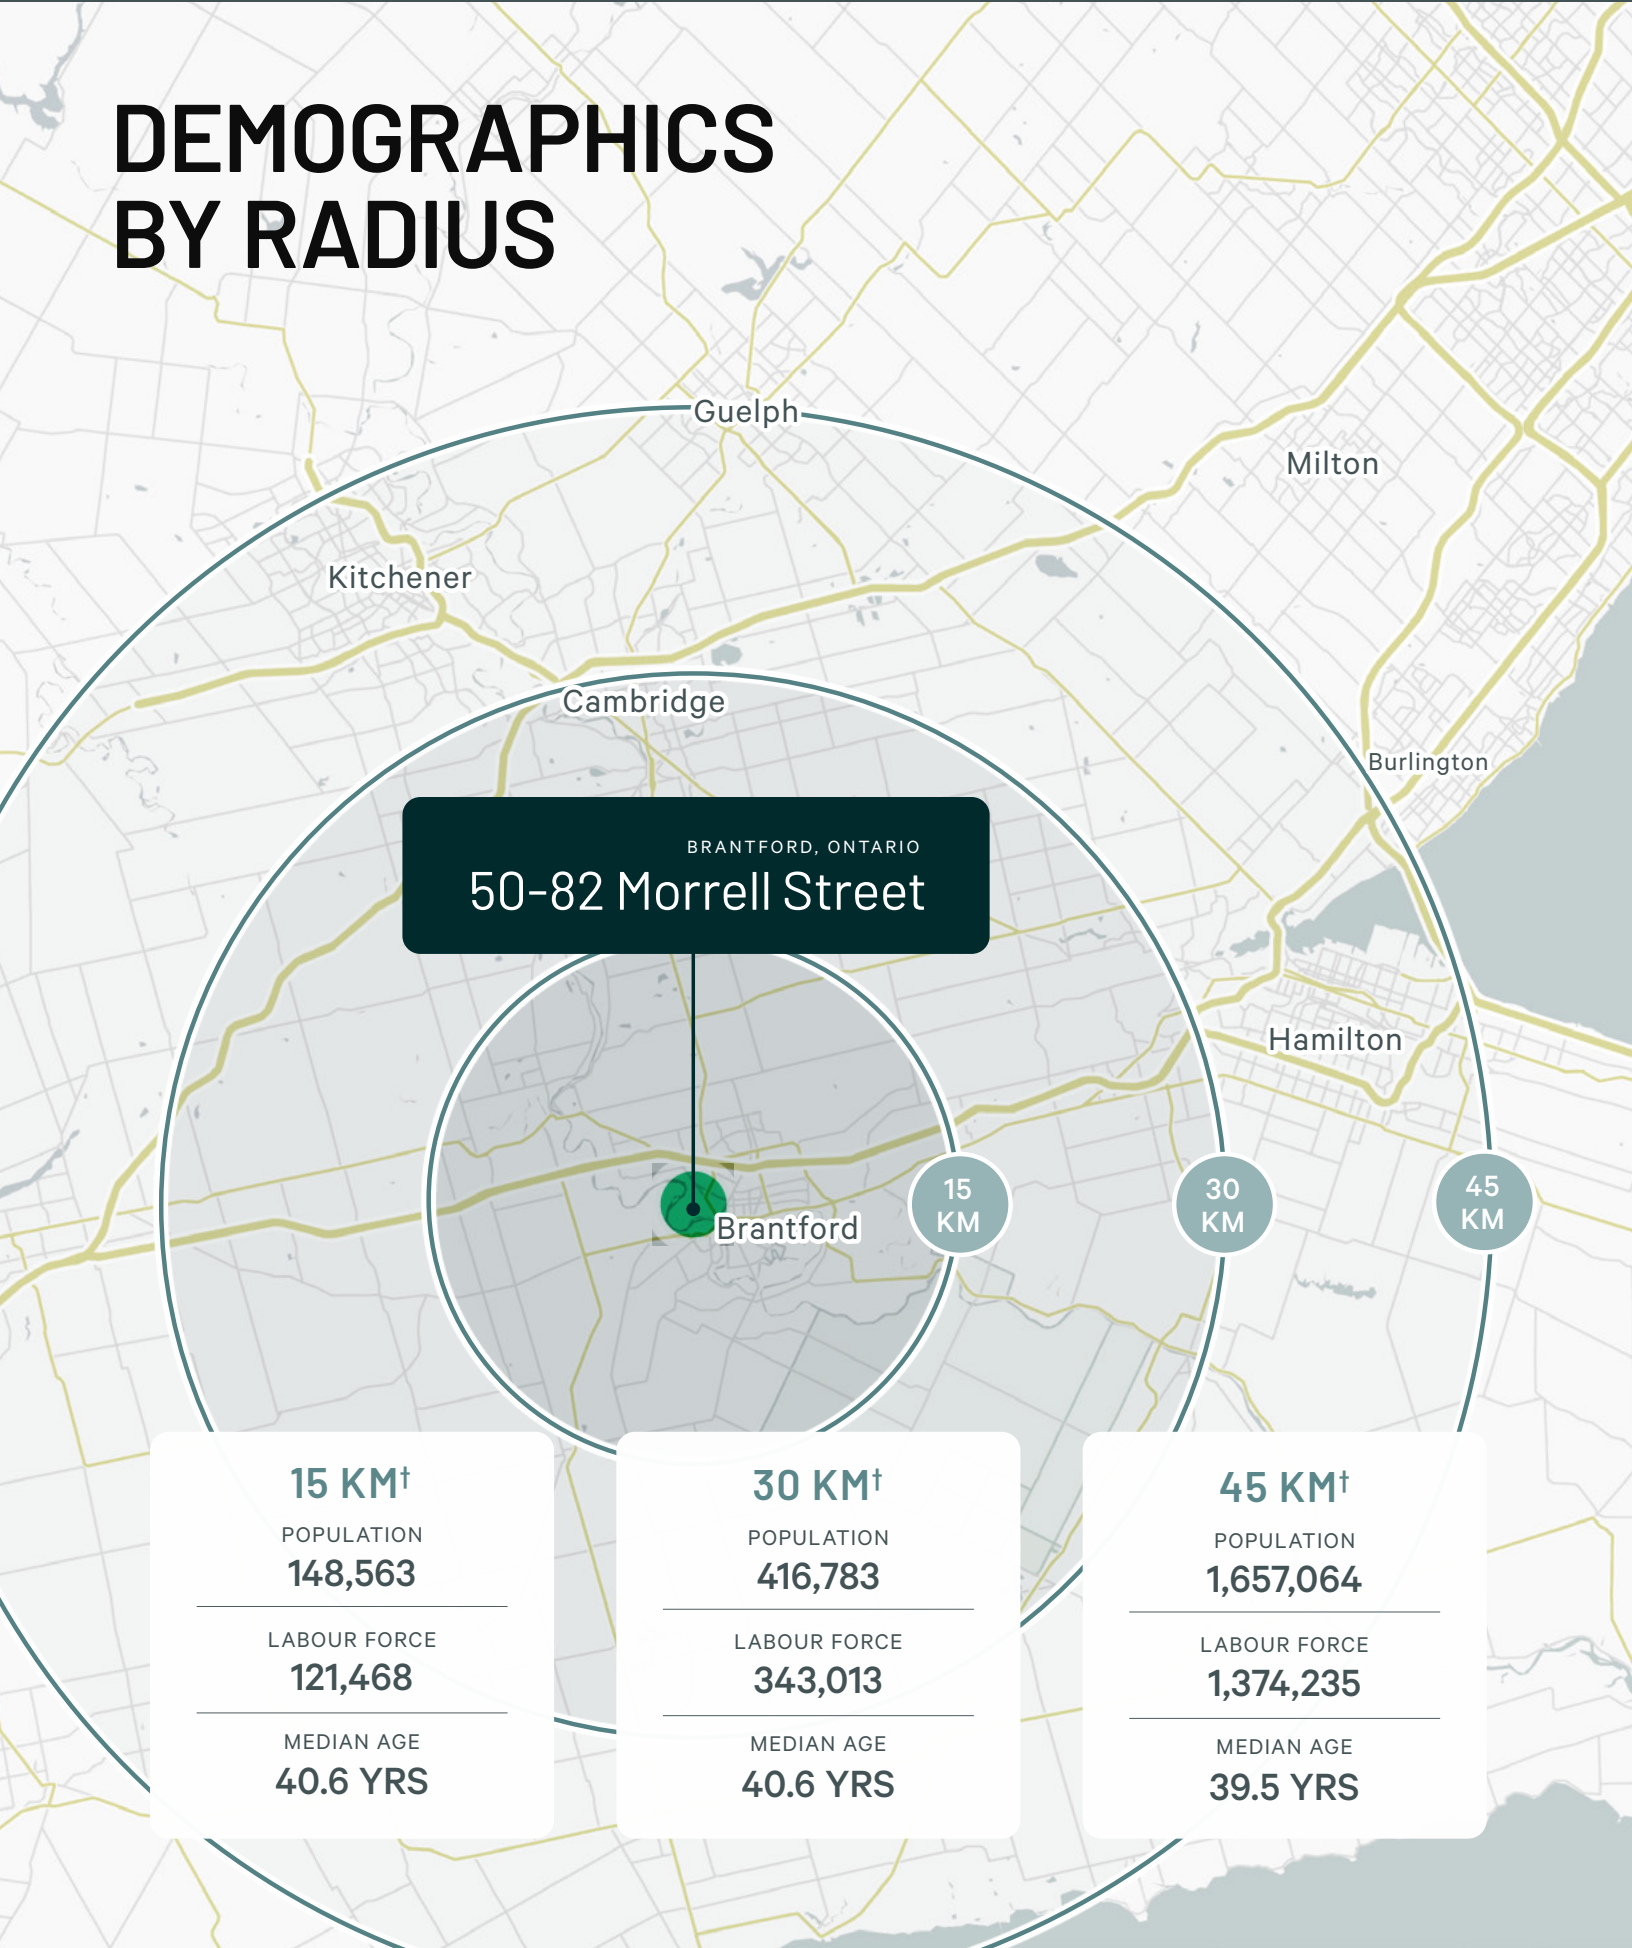 DEMOGRAPHICS
BY RADIUS
Guelph
Milton
Kitchener
Cambridge
Burlington
BRANTFORD, ONTARIO
50-82 Morrell Street
Hamilton
Brantford
15
KM
30
KM
45
KM
15 KM†
POPULATION
148,563
LABOUR FORCE
121,468
MEDIAN AGE
40.6 YRS
30 KM†
POPULATION
416,783
LABOUR FORCE
343,013
MEDIAN AGE
40.6 YRS
45 KM†
POPULATION
1,657,064
LABOUR FORCE
1,374,235
MEDIAN AGE
39.5 YRS